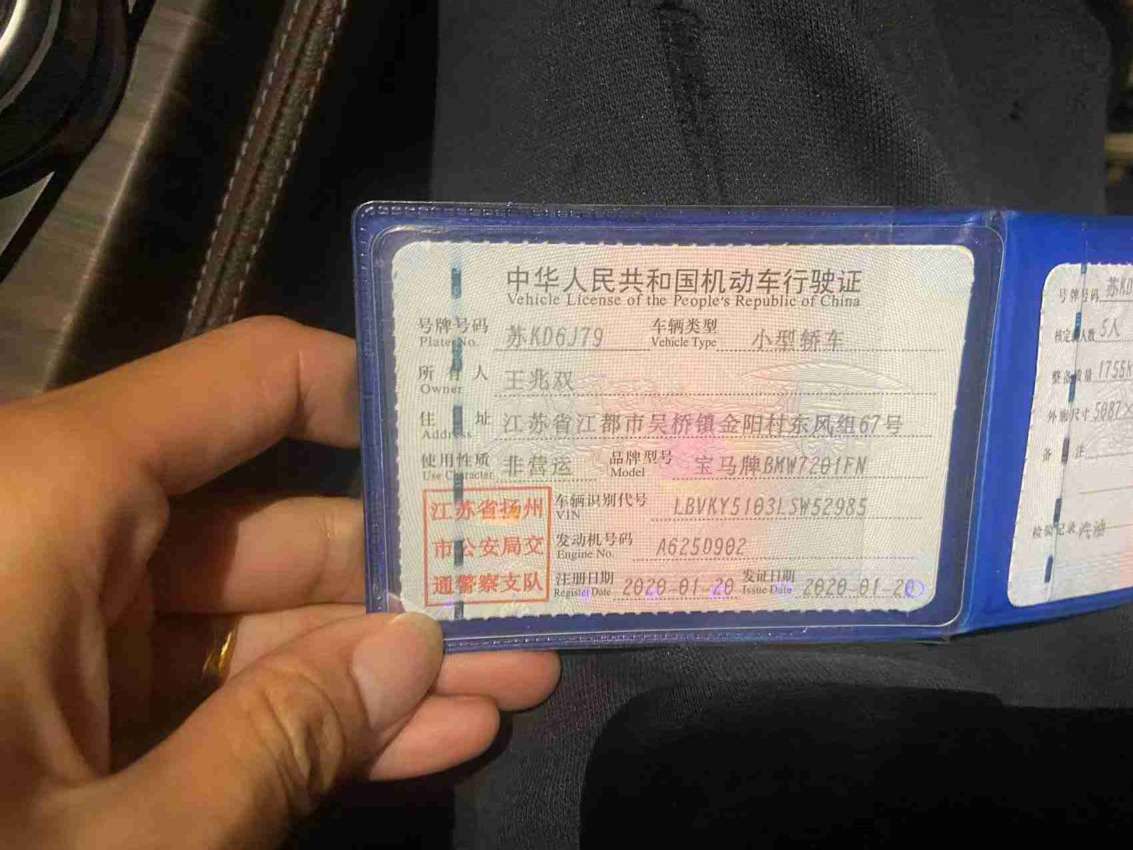 中华人民共和国机动车行驶证
Vehicle License of the People's Republic of China
号牌号码 苏KD6J79 车辆类型 小型轿车
Plate No. Vehicle Type
所有人 王兆双
Owner
住址 江苏省江都市吴桥镇金阳村东风组67号
Address
使用性质 非营运 品牌型号 宝马牌BMW7201FN
Use Character Model
江苏省扬州
市公安局交
通警察支队
车辆识别代号 LBVKY5103LSW52985
VIN
发动机号码 A625D902
Engine No.
注册日期 2020-01-20 发证日期 2020-01-20
Register Date Issue Date
号牌号码 苏KD
核定人数 5人
整备质量 1755K
外廓尺寸 5087×
备注
检验记录 汽油